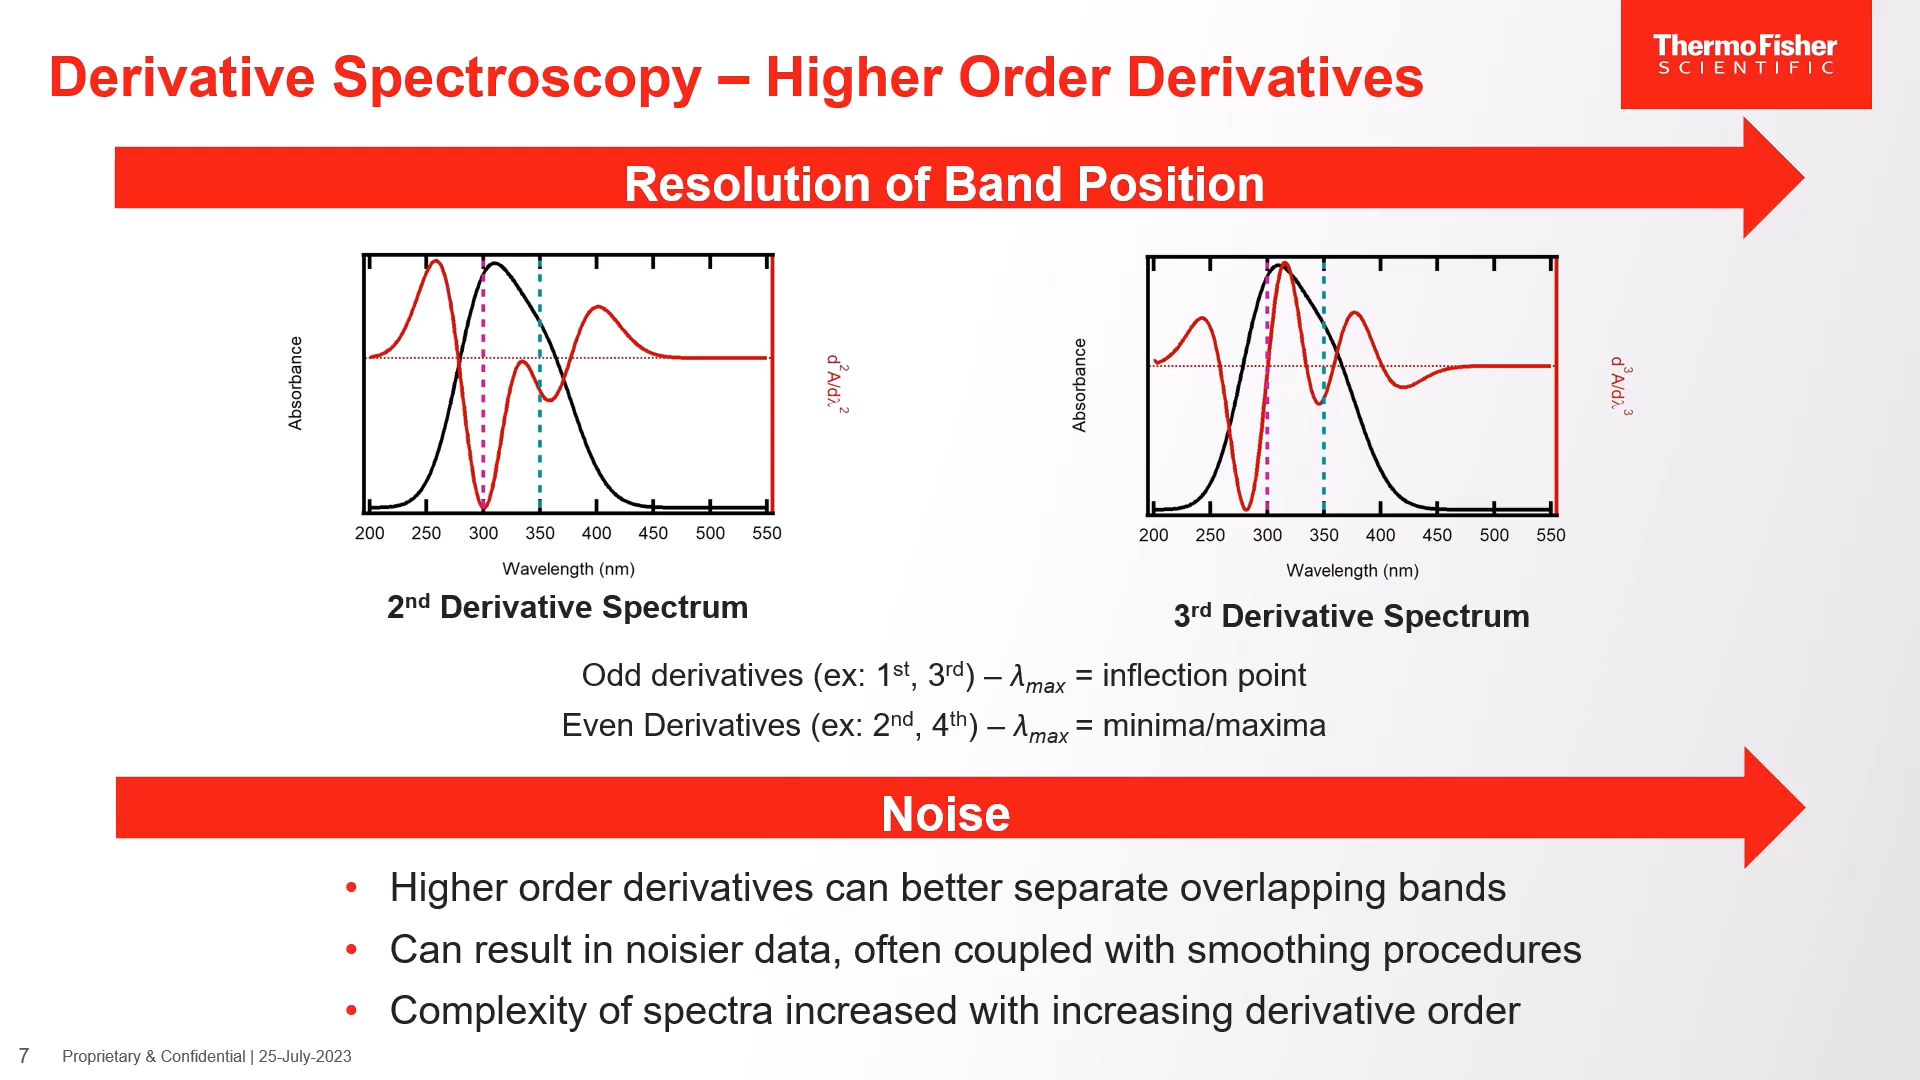 Derivative Spectroscopy – Higher Order Derivatives
ThermoFisher
SCIENTIFIC
Resolution of Band Position
Absorbance
d²A/dλ²
200 250 300 350 400 450 500 550
Wavelength (nm)
2nd Derivative Spectrum
Absorbance
d³A/dλ³
200 250 300 350 400 450 500 550
Wavelength (nm)
3rd Derivative Spectrum
Odd derivatives (ex: 1st, 3rd) – λmax = inflection point
Even Derivatives (ex: 2nd, 4th) – λmax = minima/maxima
Noise
• Higher order derivatives can better separate overlapping bands
• Can result in noisier data, often coupled with smoothing procedures
• Complexity of spectra increased with increasing derivative order
7 Proprietary & Confidential | 25-July-2023